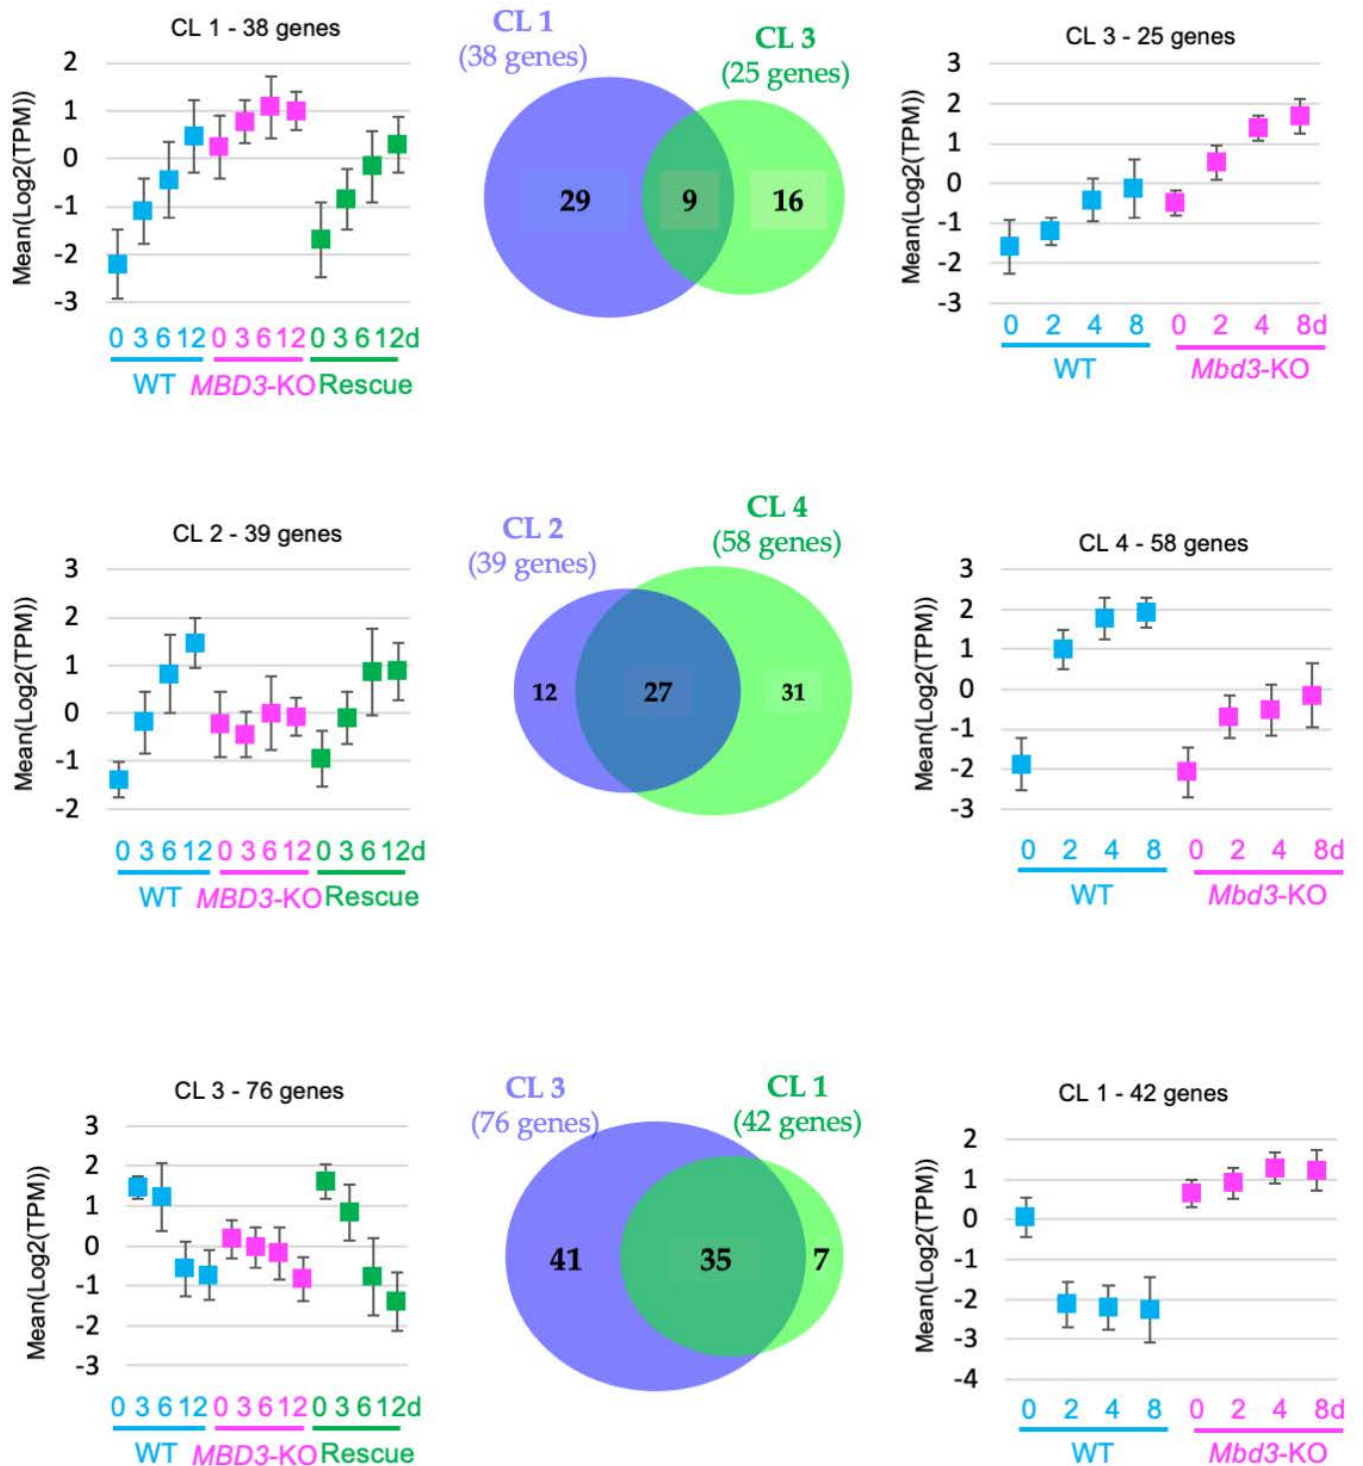 CL 1 - 38 genes
Mean(Log2(TPM))
2
1
0
-1
-2
-3
0 3 6 12 0 3 6 12 0 3 6 12d
WT MBD3-KO Rescue
CL 1
(38 genes)
CL 3
(25 genes)
29 9 16
CL 3 - 25 genes
Mean(Log2(TPM))
3
2
1
0
-1
-2
-3
0 2 4 8 0 2 4 8d
WT Mbd3-KO
CL 2 - 39 genes
Mean(Log2(TPM))
3
2
1
0
-1
-2
0 3 6 12 0 3 6 12 0 3 6 12d
WT MBD3-KO Rescue
CL 2
(39 genes)
CL 4
(58 genes)
12 27 31
CL 4 - 58 genes
Mean(Log2(TPM))
3
2
1
0
-1
-2
-3
0 2 4 8 0 2 4 8d
WT Mbd3-KO
CL 3 - 76 genes
Mean(Log2(TPM))
3
2
1
0
-1
-2
-3
0 3 6 12 0 3 6 12 0 3 6 12d
WT MBD3-KO Rescue
CL 3
(76 genes)
CL 1
(42 genes)
41 35 7
CL 1 - 42 genes
Mean(Log2(TPM))
2
1
0
-1
-2
-3
-4
0 2 4 8 0 2 4 8d
WT Mbd3-KO